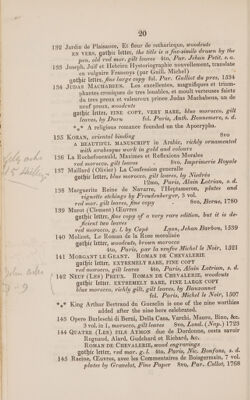 20
132 Jardin de Plaisance, Et fleur de rethoricque, woodcuts
EN VERS, gothic letter, the title is a fac-simile drawn by the
pen, old red mor. gilt leaves 4to. Par. Jehan Petit, s. a.
133 Joseph, Juif et Hebrieu Hystoriographie nouvellement, translate
en vulgaire Francoys (par Guill. Michel)
gothic letter, fine large copy fol. Par. Galliot du pres, 1534
134 JUDAS MACHABEUS. Les excellentes, magnifiques et trium-
phantes croniques de tres louables, et moult vertueux faictz
du tres preux et valeureux prince Judas Machabeus, un de
neuf preux, woodcuts
gothic letter, FINE COPY, VERY RARE, blue morocco, gilt
leaves, by Duru fol. Paris, Anth. Bonnemere, s. d.
*** A religious romance founded on the Apocrypha.
135 KORAN, oriental binding 8vo
A BEAUTIFUL MANUSCRIPT in Arabic, richly ornamented
with arabesque work in gold and colours
136 La Rochefoucauld, Maximes et Reflexions Morales
red morocco, gilt leaves 8vo, Imprimerie Royale
137 Maillard (Olivier) La Confession generalle
gothic letter, blue morocco, gilt leaves, by Niedrée
12mo, Paris, Alain Lotrian, s. d.
138 Marguerite Reine de Navarre, l'Heptameron, plates and
vignette etchings by Freudenberger, 3 vol.
red mor. gilt leaves, fine copy 8vo, Berne, 1780
139 Marot (Clement) Œuvres
gothic letter, fine copy of a very rare edition, but it is de-
ficient two leaves
red morocco, g. l. by Capé Lyon, Jehan Barbou, 1539
140 Molinet, Le Roman de la Rose moralisée
gothic letter, woodcuts, brown morocco
4to, Paris, par la veufve Michel le Noir, 1521
141 MORGANT LE GEANT. ROMAN DE CHEVALERIE
gothic letter. EXTREMELY RARE, FINE COPY
red morocco, gilt leaves 4to, Paris, Alain Lotrian, s. d.
142 NEUF (LES) PREUX. ROMAN DE CHEVALERIE, woodcuts
gothic letter. EXTREMELY RARE, FINE LARGE COPY
blue morocco, richly gilt, gilt leaves, by Bauzonnet
fol. Paris, Michel le Noir, 1507
*** King Arthur Bertrand du Guesclin is one of the nine worthies
added after the nine here celebrated.
143 Opere Burleschi di Berni, Della Casa, Varchi, Mauro, Bino, &c.
3 vol. in 1, morocco, gilt leaves 8vo, Lond. (Nap.) 1723
144 QUATRE (LES) FILS AYMON duc de Dordonne, cestz savoir
Regnaud, Alard, Guichard et Richard, &c.
ROMAN DE CHEVALERIE, wood engravings
gothic letter, red mor. g. l. 4to, Paris, Nic. Bonfons, s. d.
145 Racine, Œuvres, avec les Commentaires de Boisgermain, 7 vol.
plates by Gravelot, Fine Paper 8vo, Par. Cellot, 1768